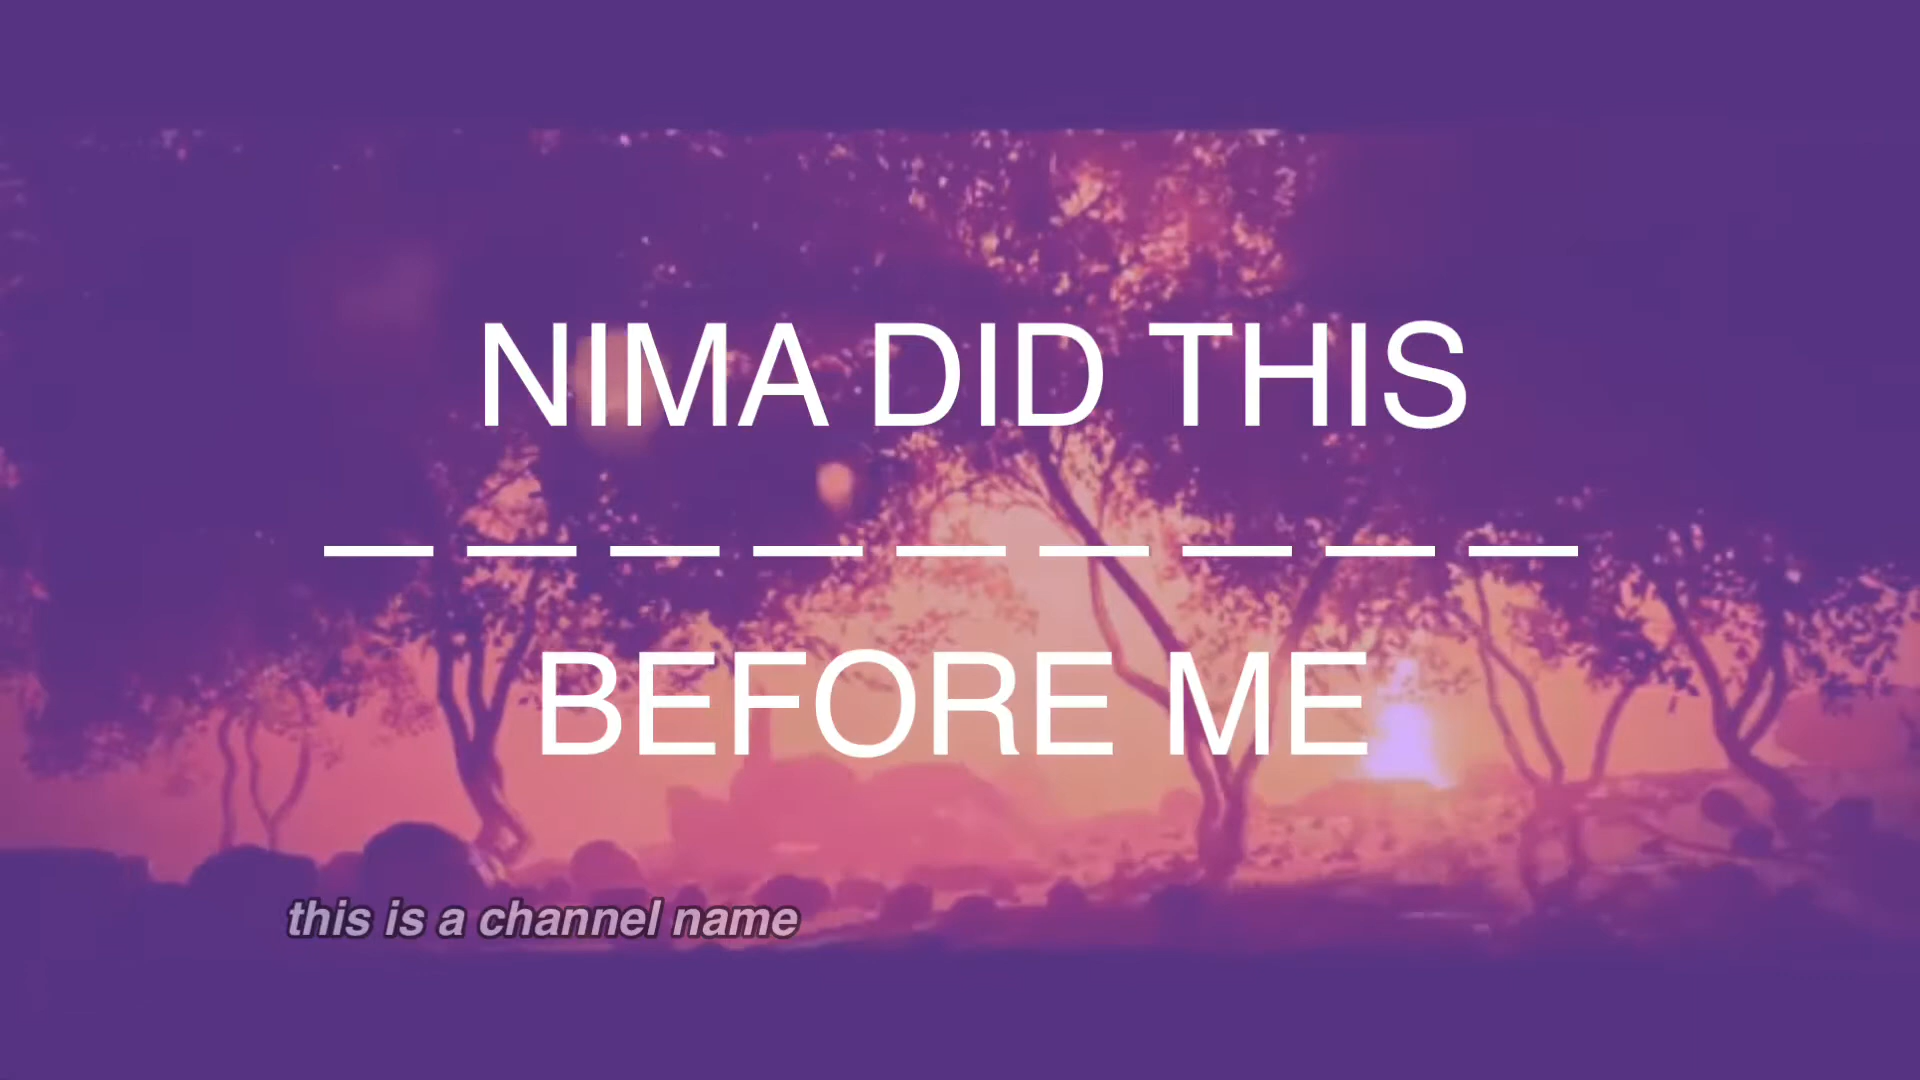 NIMA DID THIS
_ _ _ _ _ _ _ _ _
BEFORE ME
this is a channel name